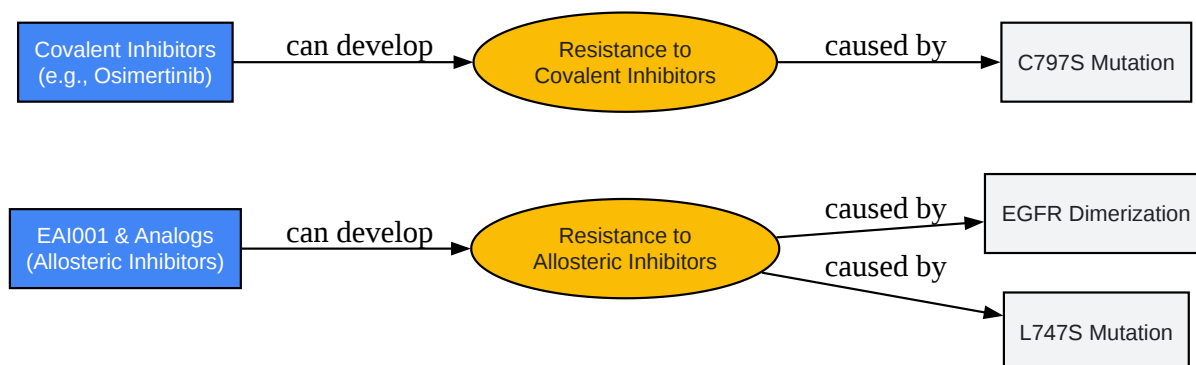 Covalent Inhibitors
(e.g., Osimertinib)
can develop
Resistance to
Covalent Inhibitors
caused by
C797S Mutation
EAI001 & Analogs
(Allosteric Inhibitors)
can develop
Resistance to
Allosteric Inhibitors
caused by
EGFR Dimerization
caused by
L747S Mutation